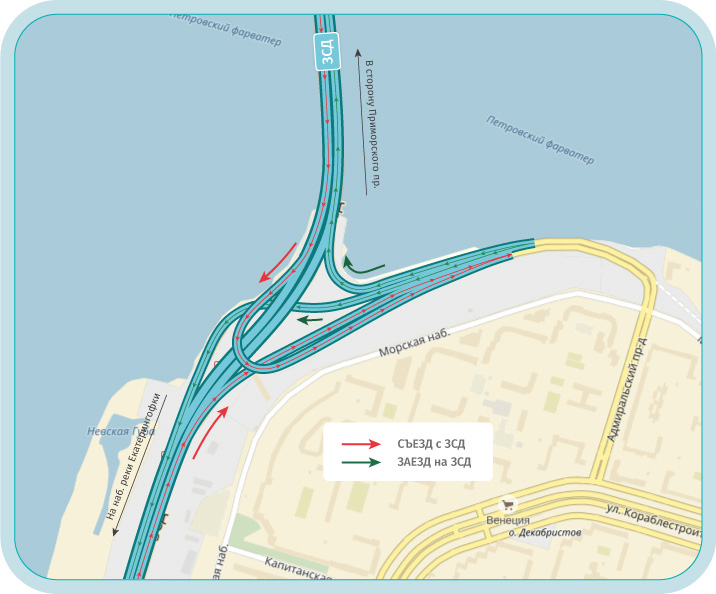 Петровский фарватер
ЗСД
В сторону Приморского пр.
Петровский фарватер
Морская наб.
Адмиральский пр-д
Невская Губа
На наб. реки Екатерингофки
СЪЕЗД с ЗСД
ЗАЕЗД на ЗСД
Венеция
о. Декабристов
ул. Кораблестроит
ая наб.
Капитанская